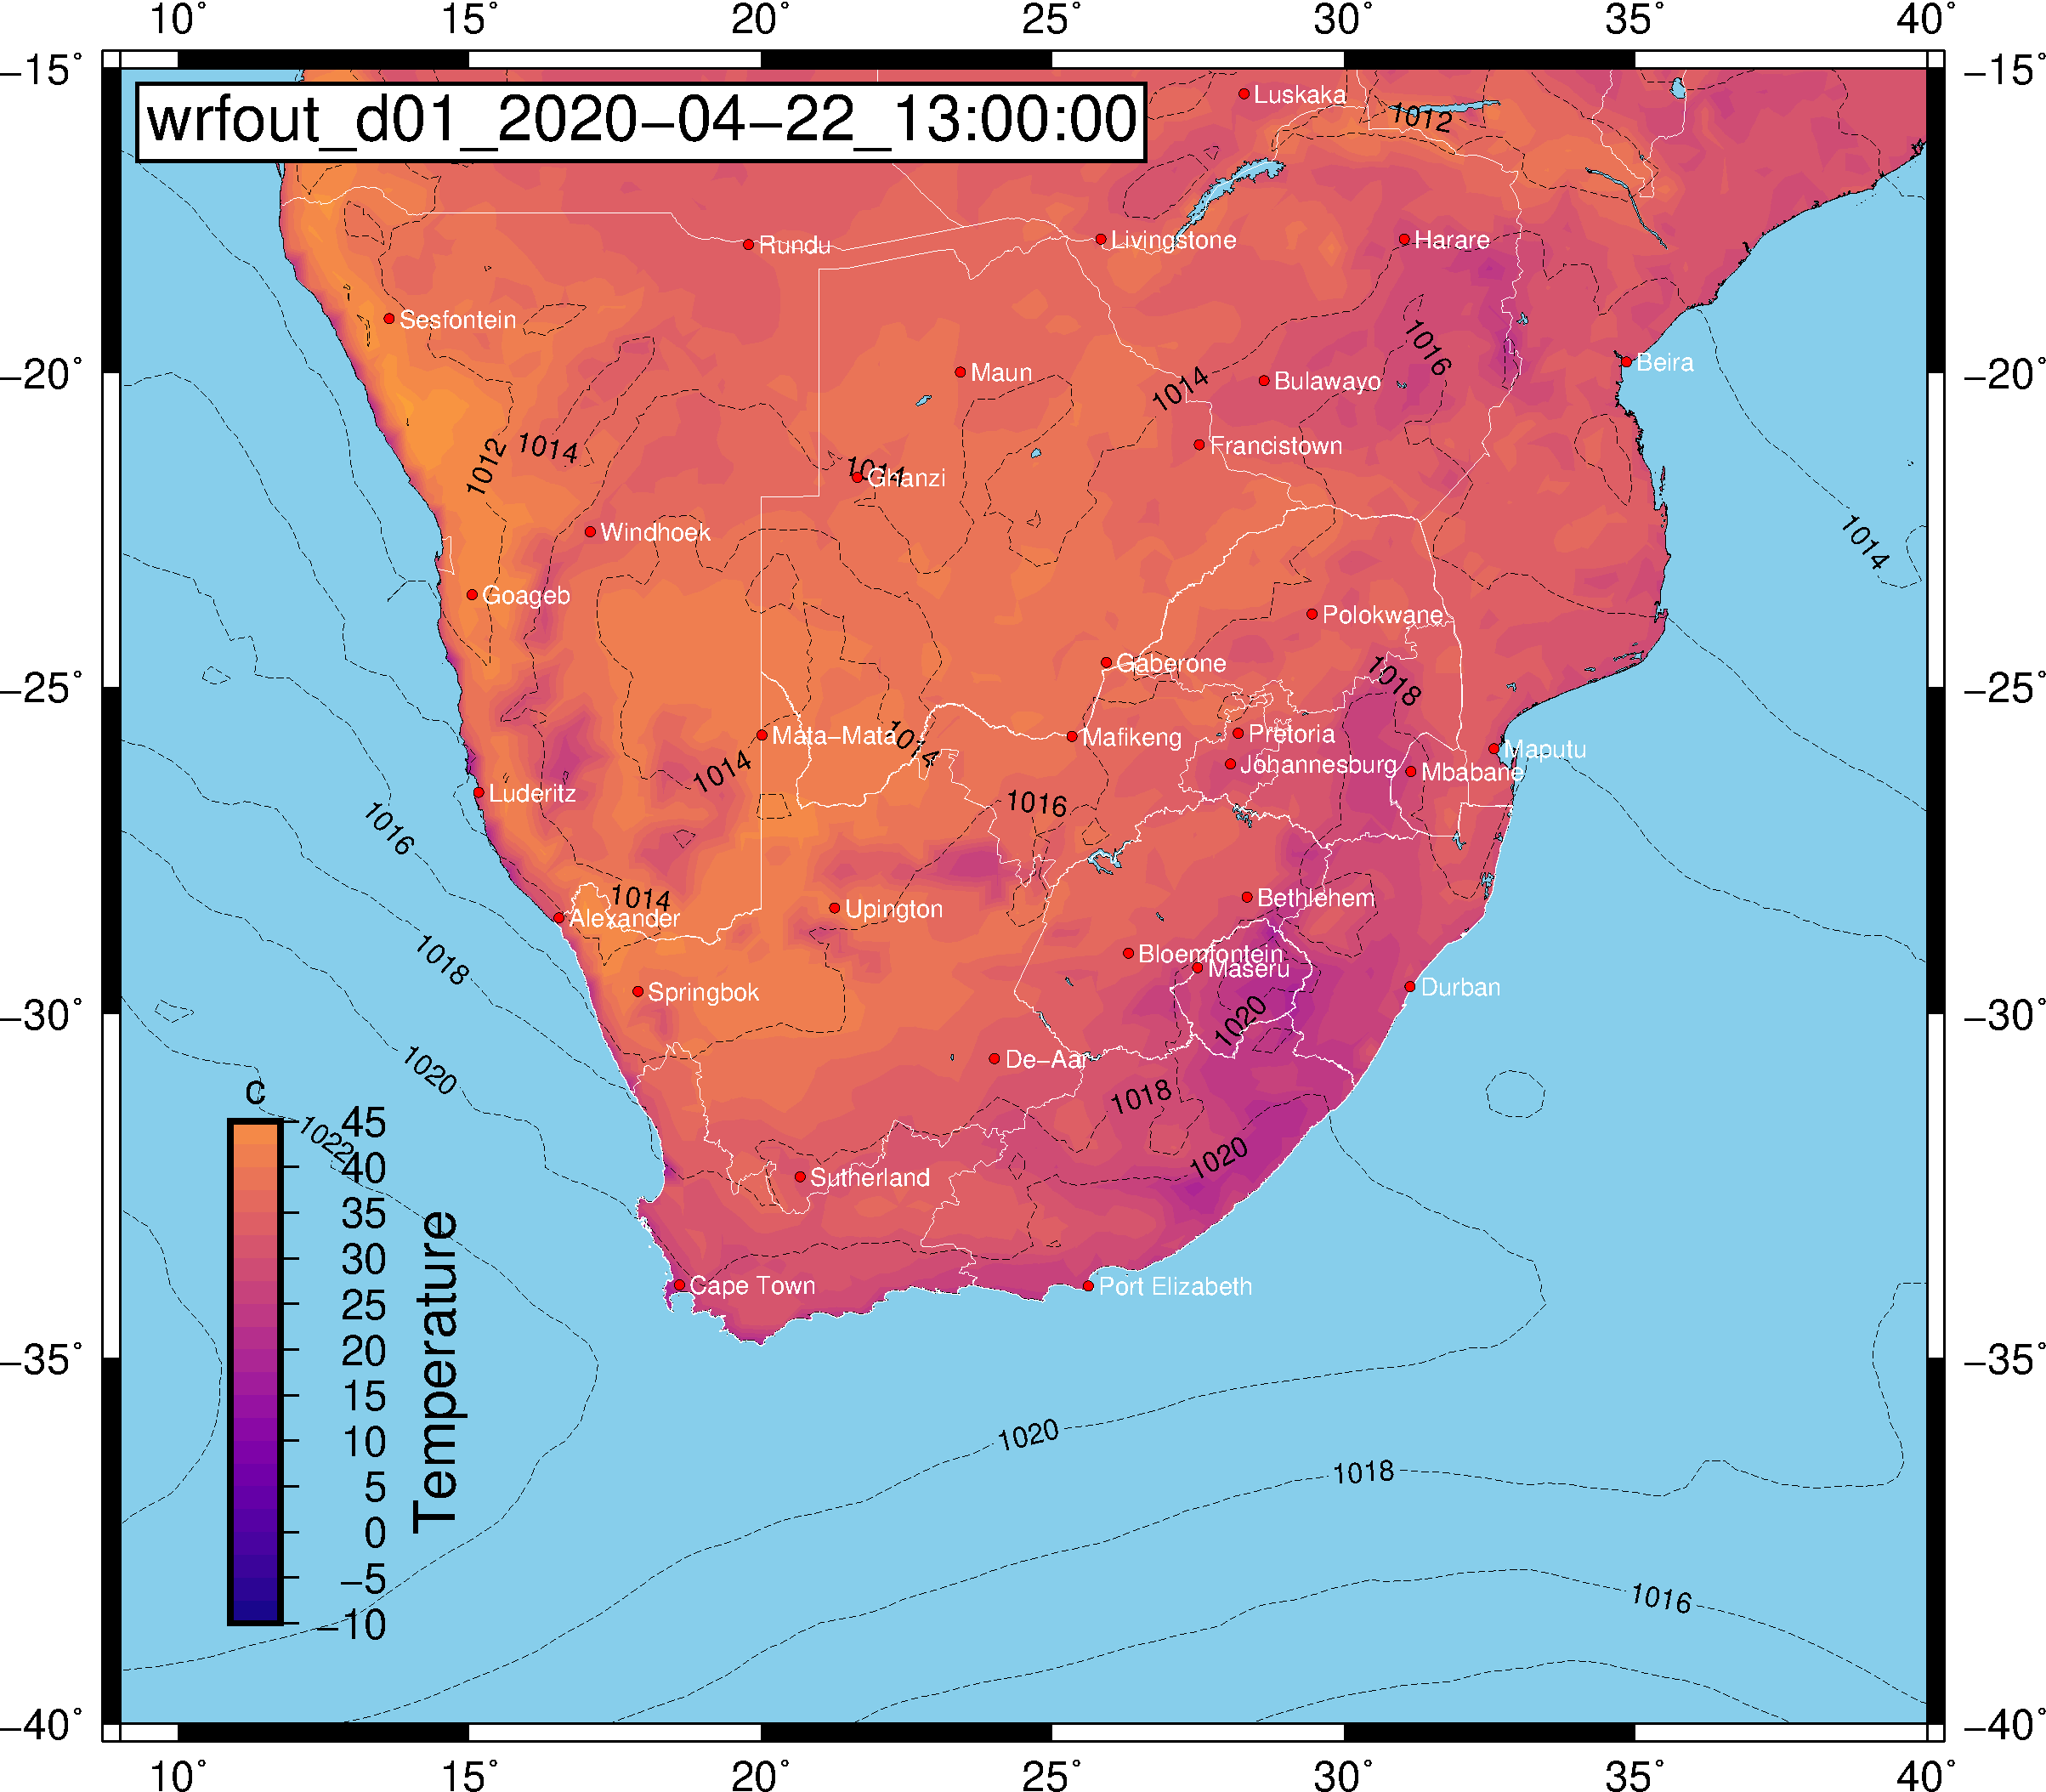 10° 15° 20° 25° 30° 35° 40°
−15° −15°
wrfout_d01_2020−04−22_13:00:00
Luskaka
1012
Rundu
Livingstone
Harare
Sesfontein
1016
−20° −20°
Maun
1014
Bulawayo
Beira
1012
1014
Francistown
1014
Ghanzi
Windhoek
1014
Goageb
Polokwane
Gaberone
1018
−25° −25°
Mata−Mata
1014
Mafikeng
Pretoria
Maputu
1014
Johannesburg
Mbabane
Luderitz
1016
1016
1014
Alexander
Upington
Bethlehem
1018
Bloemfontein
Maseru
Springbok
Durban
−30° −30°
1020
1020
De−Aar
1018
c
1022
1020
Sutherland
Cape Town
Port Elizabeth
45
40
35
30
25
20
15
10
5
0
−5
−10
Temperature
−35° −35°
1020
1018
1016
−40° −40°
10° 15° 20° 25° 30° 35° 40°